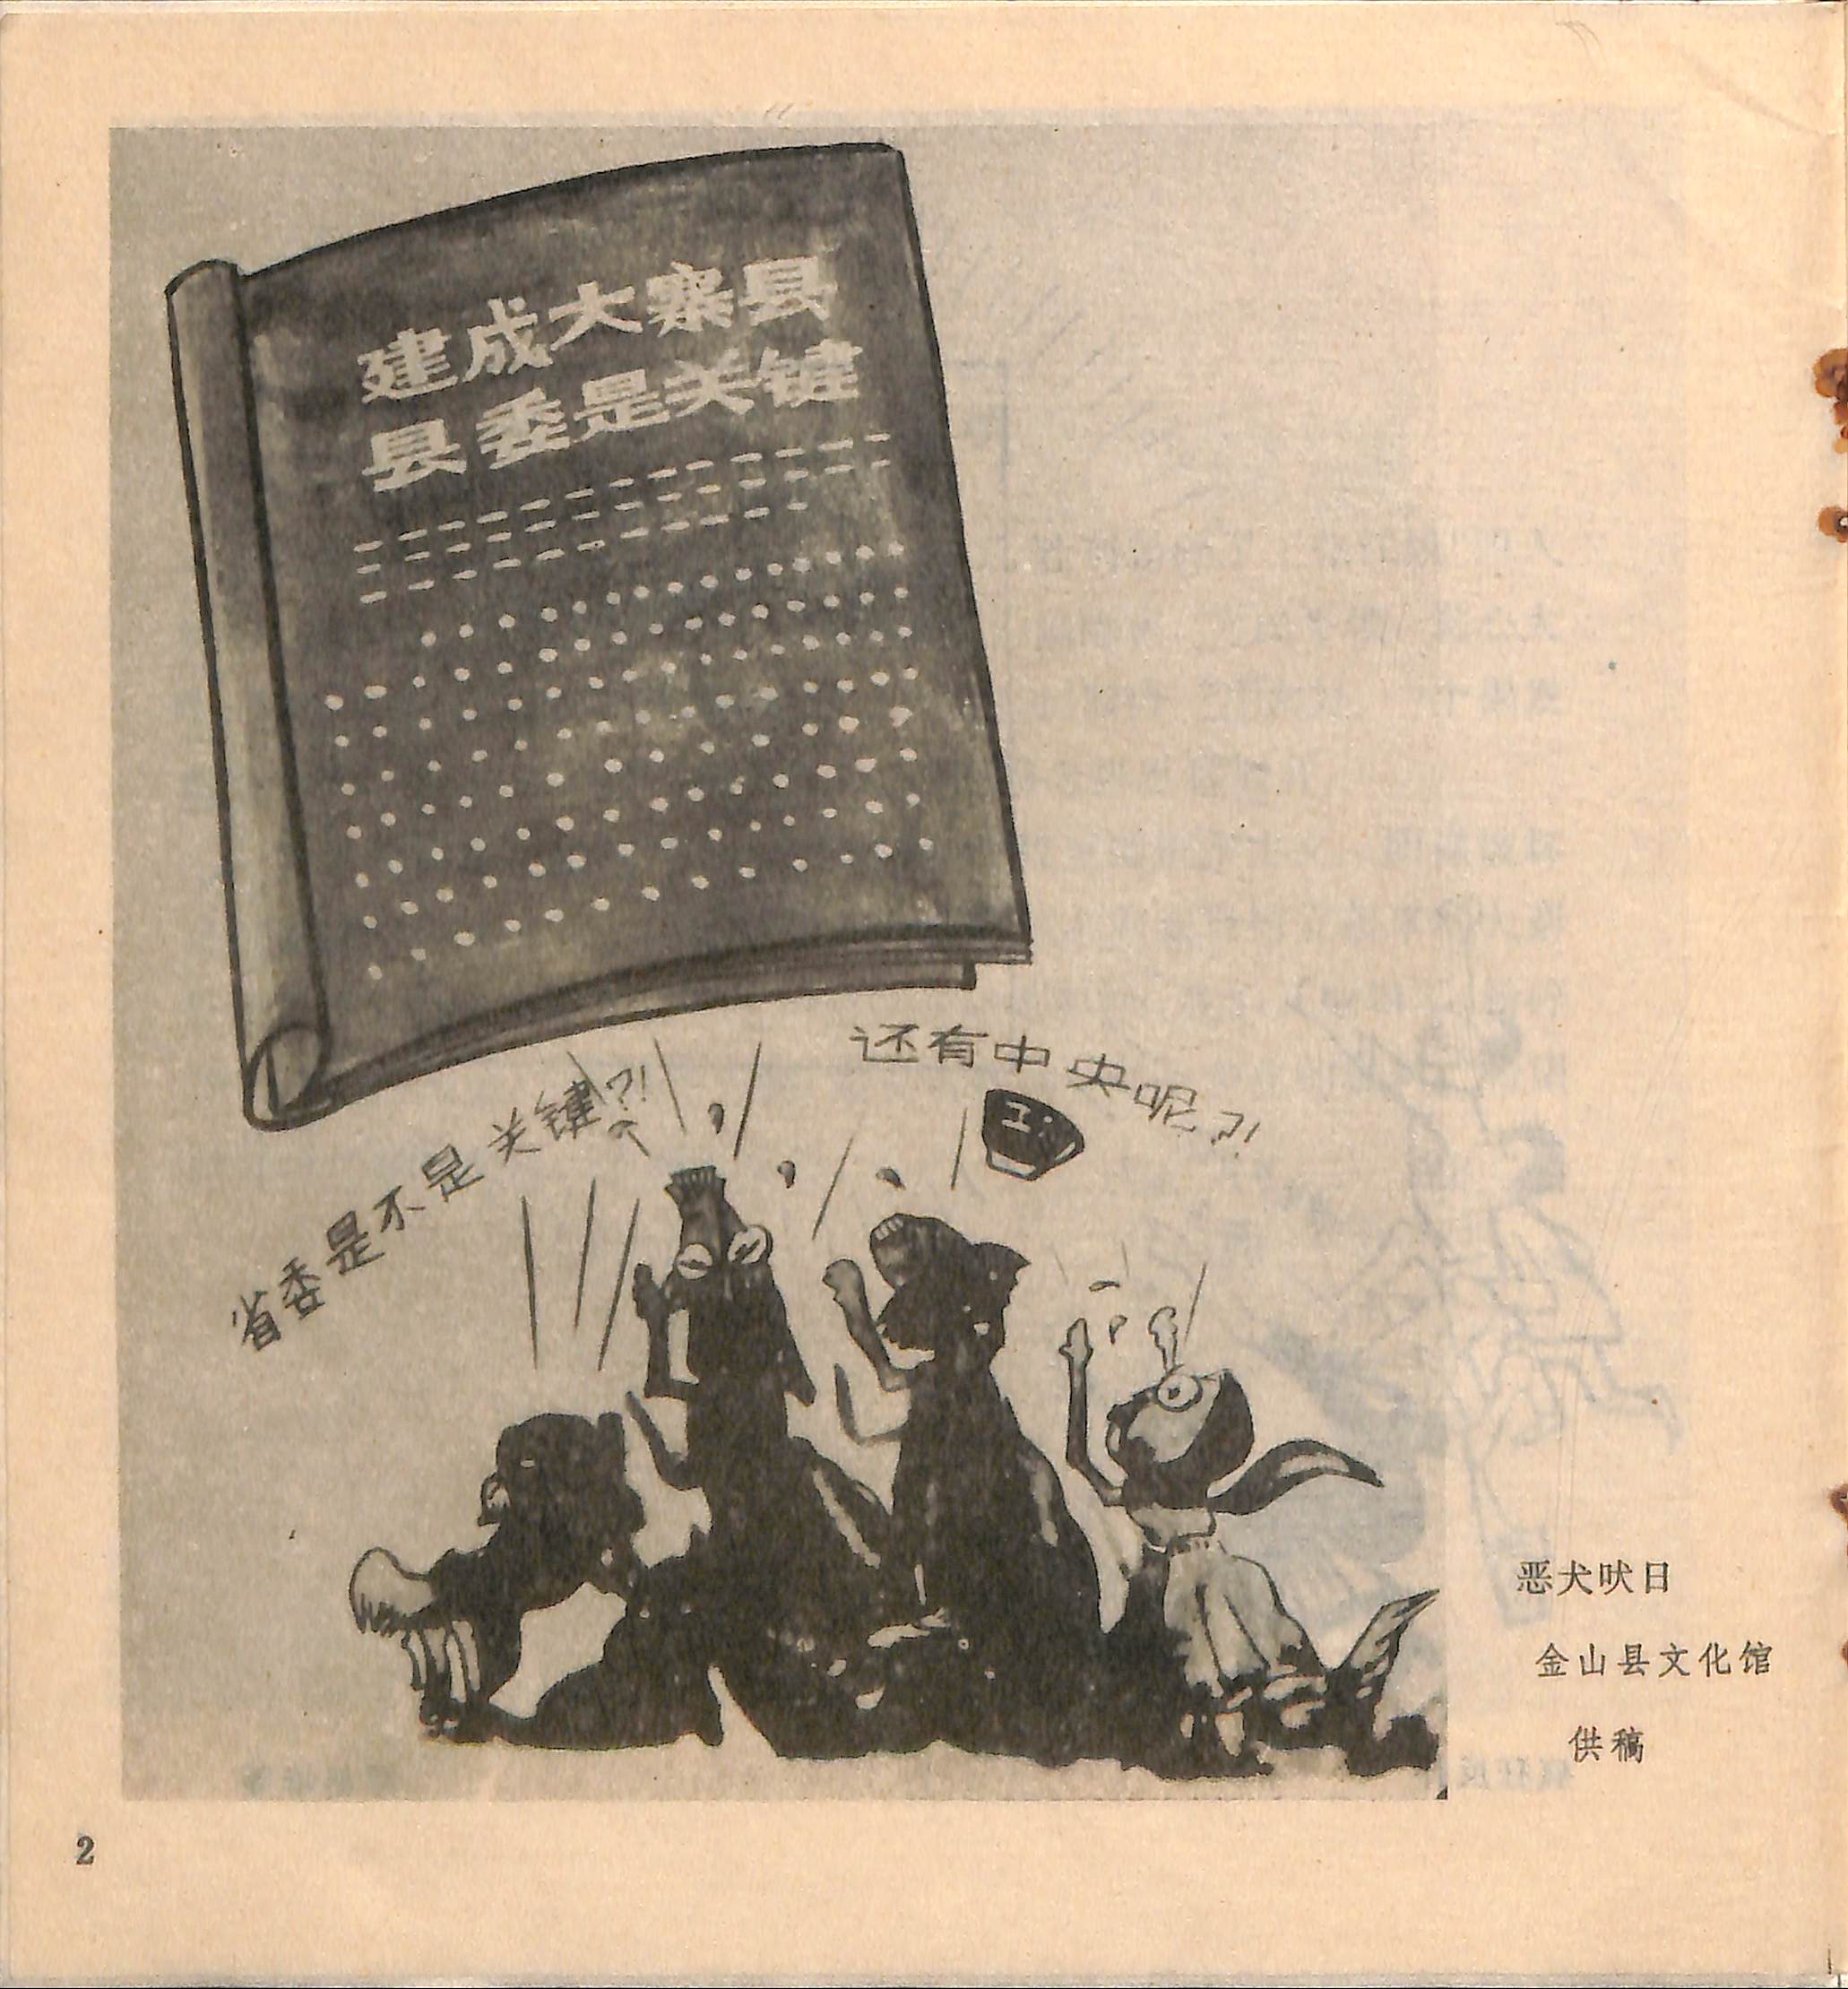 建成大寨县
县委是关键
省委是不是关键?!
还有中央呢?!
恶犬吠日
金山县文化馆
供稿
2